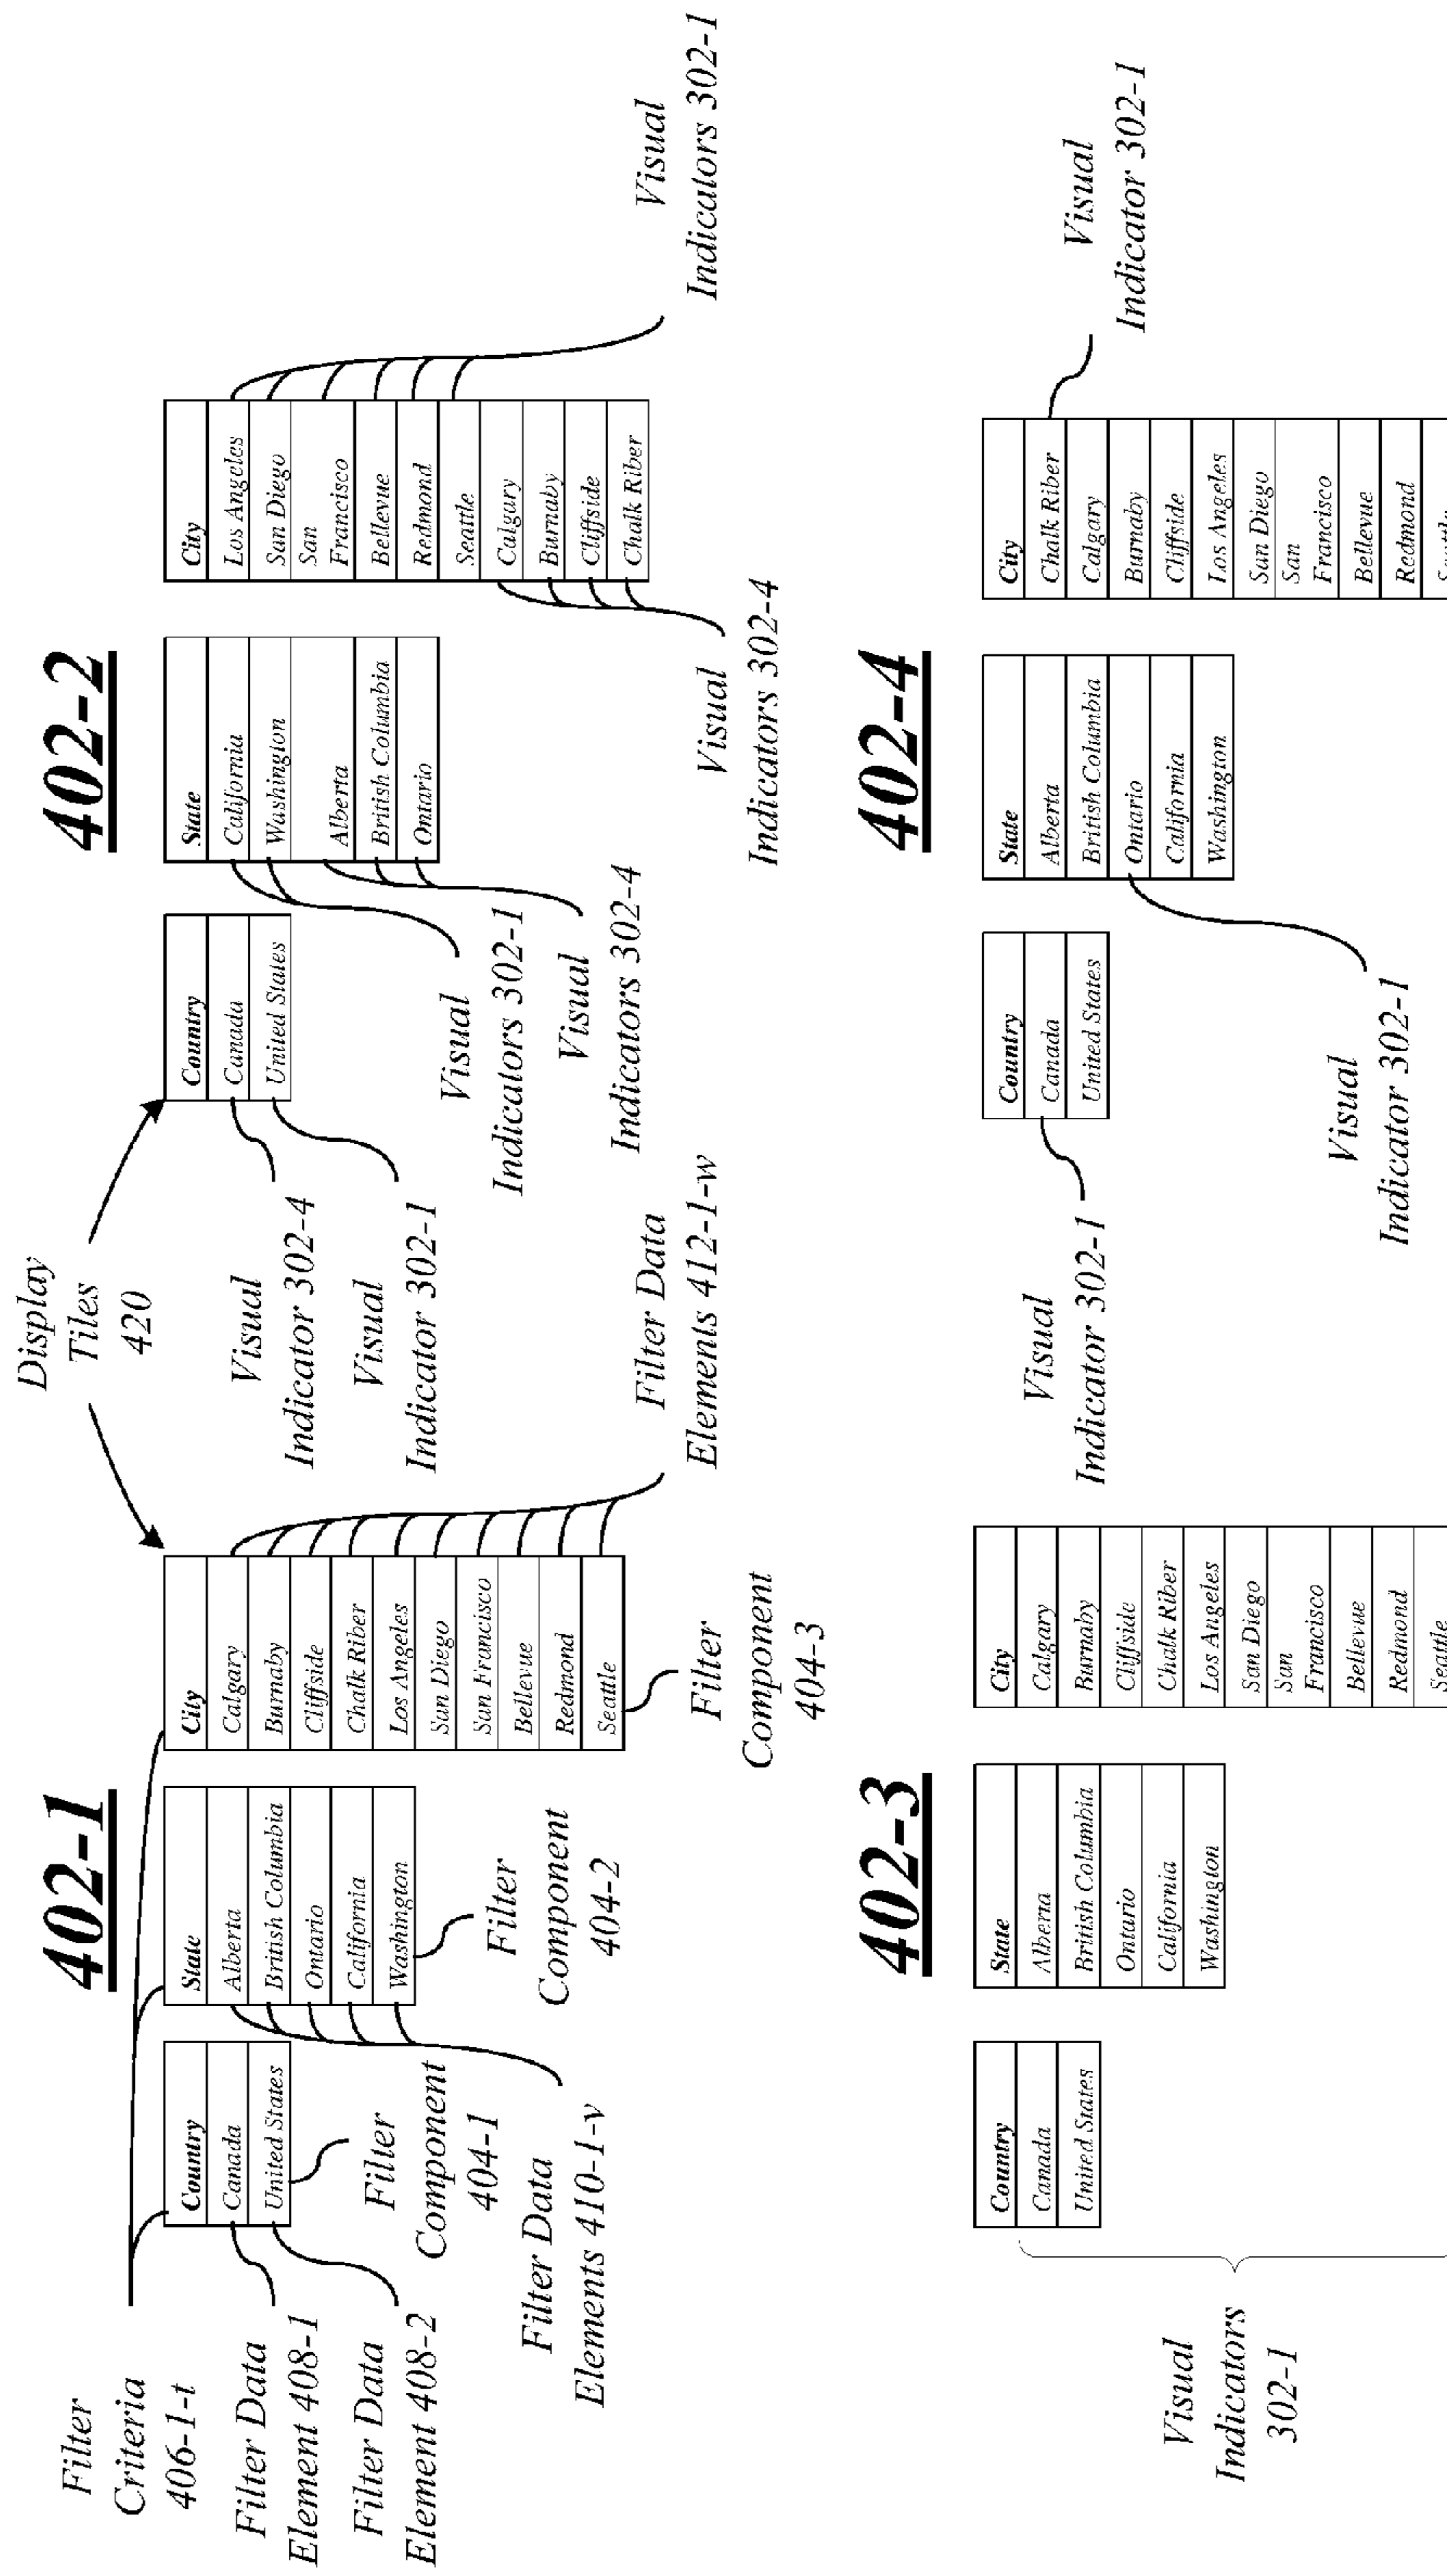 402-1
Filter
Criteria
406-1-t
Filter Data
Element 408-1
Filter Data
Element 408-2
Country
Canada
United States
Filter
Component
404-1
Filter Data
Elements 410-1-v
State
Alberta
British Columbia
Ontario
California
Washington
Filter
Component
404-2
City
Calgary
Burnaby
Cliffside
Chalk Riber
Los Angeles
San Diego
San Francisco
Bellevue
Redmond
Seattle
Filter
Component
404-3
Filter Data
Elements 412-1-w
Display
Tiles
420
402-2
Visual
Indicator 302-4
Visual
Indicator 302-1
Country
Canada
United States
Visual
Indicators 302-1
Visual
Indicators 302-4
State
California
Washington
Alberta
British Columbia
Ontario
City
Los Angeles
San Diego
San
Francisco
Bellevue
Redmond
Seattle
Calgary
Burnaby
Cliffside
Chalk Riber
Visual
Indicators 302-4
Visual
Indicators 302-1
402-3
Visual
Indicators
302-1
Country
Canada
United States
State
Alberta
British Columbia
Ontario
California
Washington
City
Calgary
Burnaby
Cliffside
Chalk Riber
Los Angeles
San Diego
San
Francisco
Bellevue
Redmond
Seattle
402-4
Visual
Indicator 302-1
Country
Canada
United States
Visual
Indicator 302-1
State
Alberta
British Columbia
Ontario
California
Washington
City
Chalk Riber
Calgary
Burnaby
Cliffside
Los Angeles
San Diego
San
Francisco
Bellevue
Redmond
Visual
Indicator 302-1